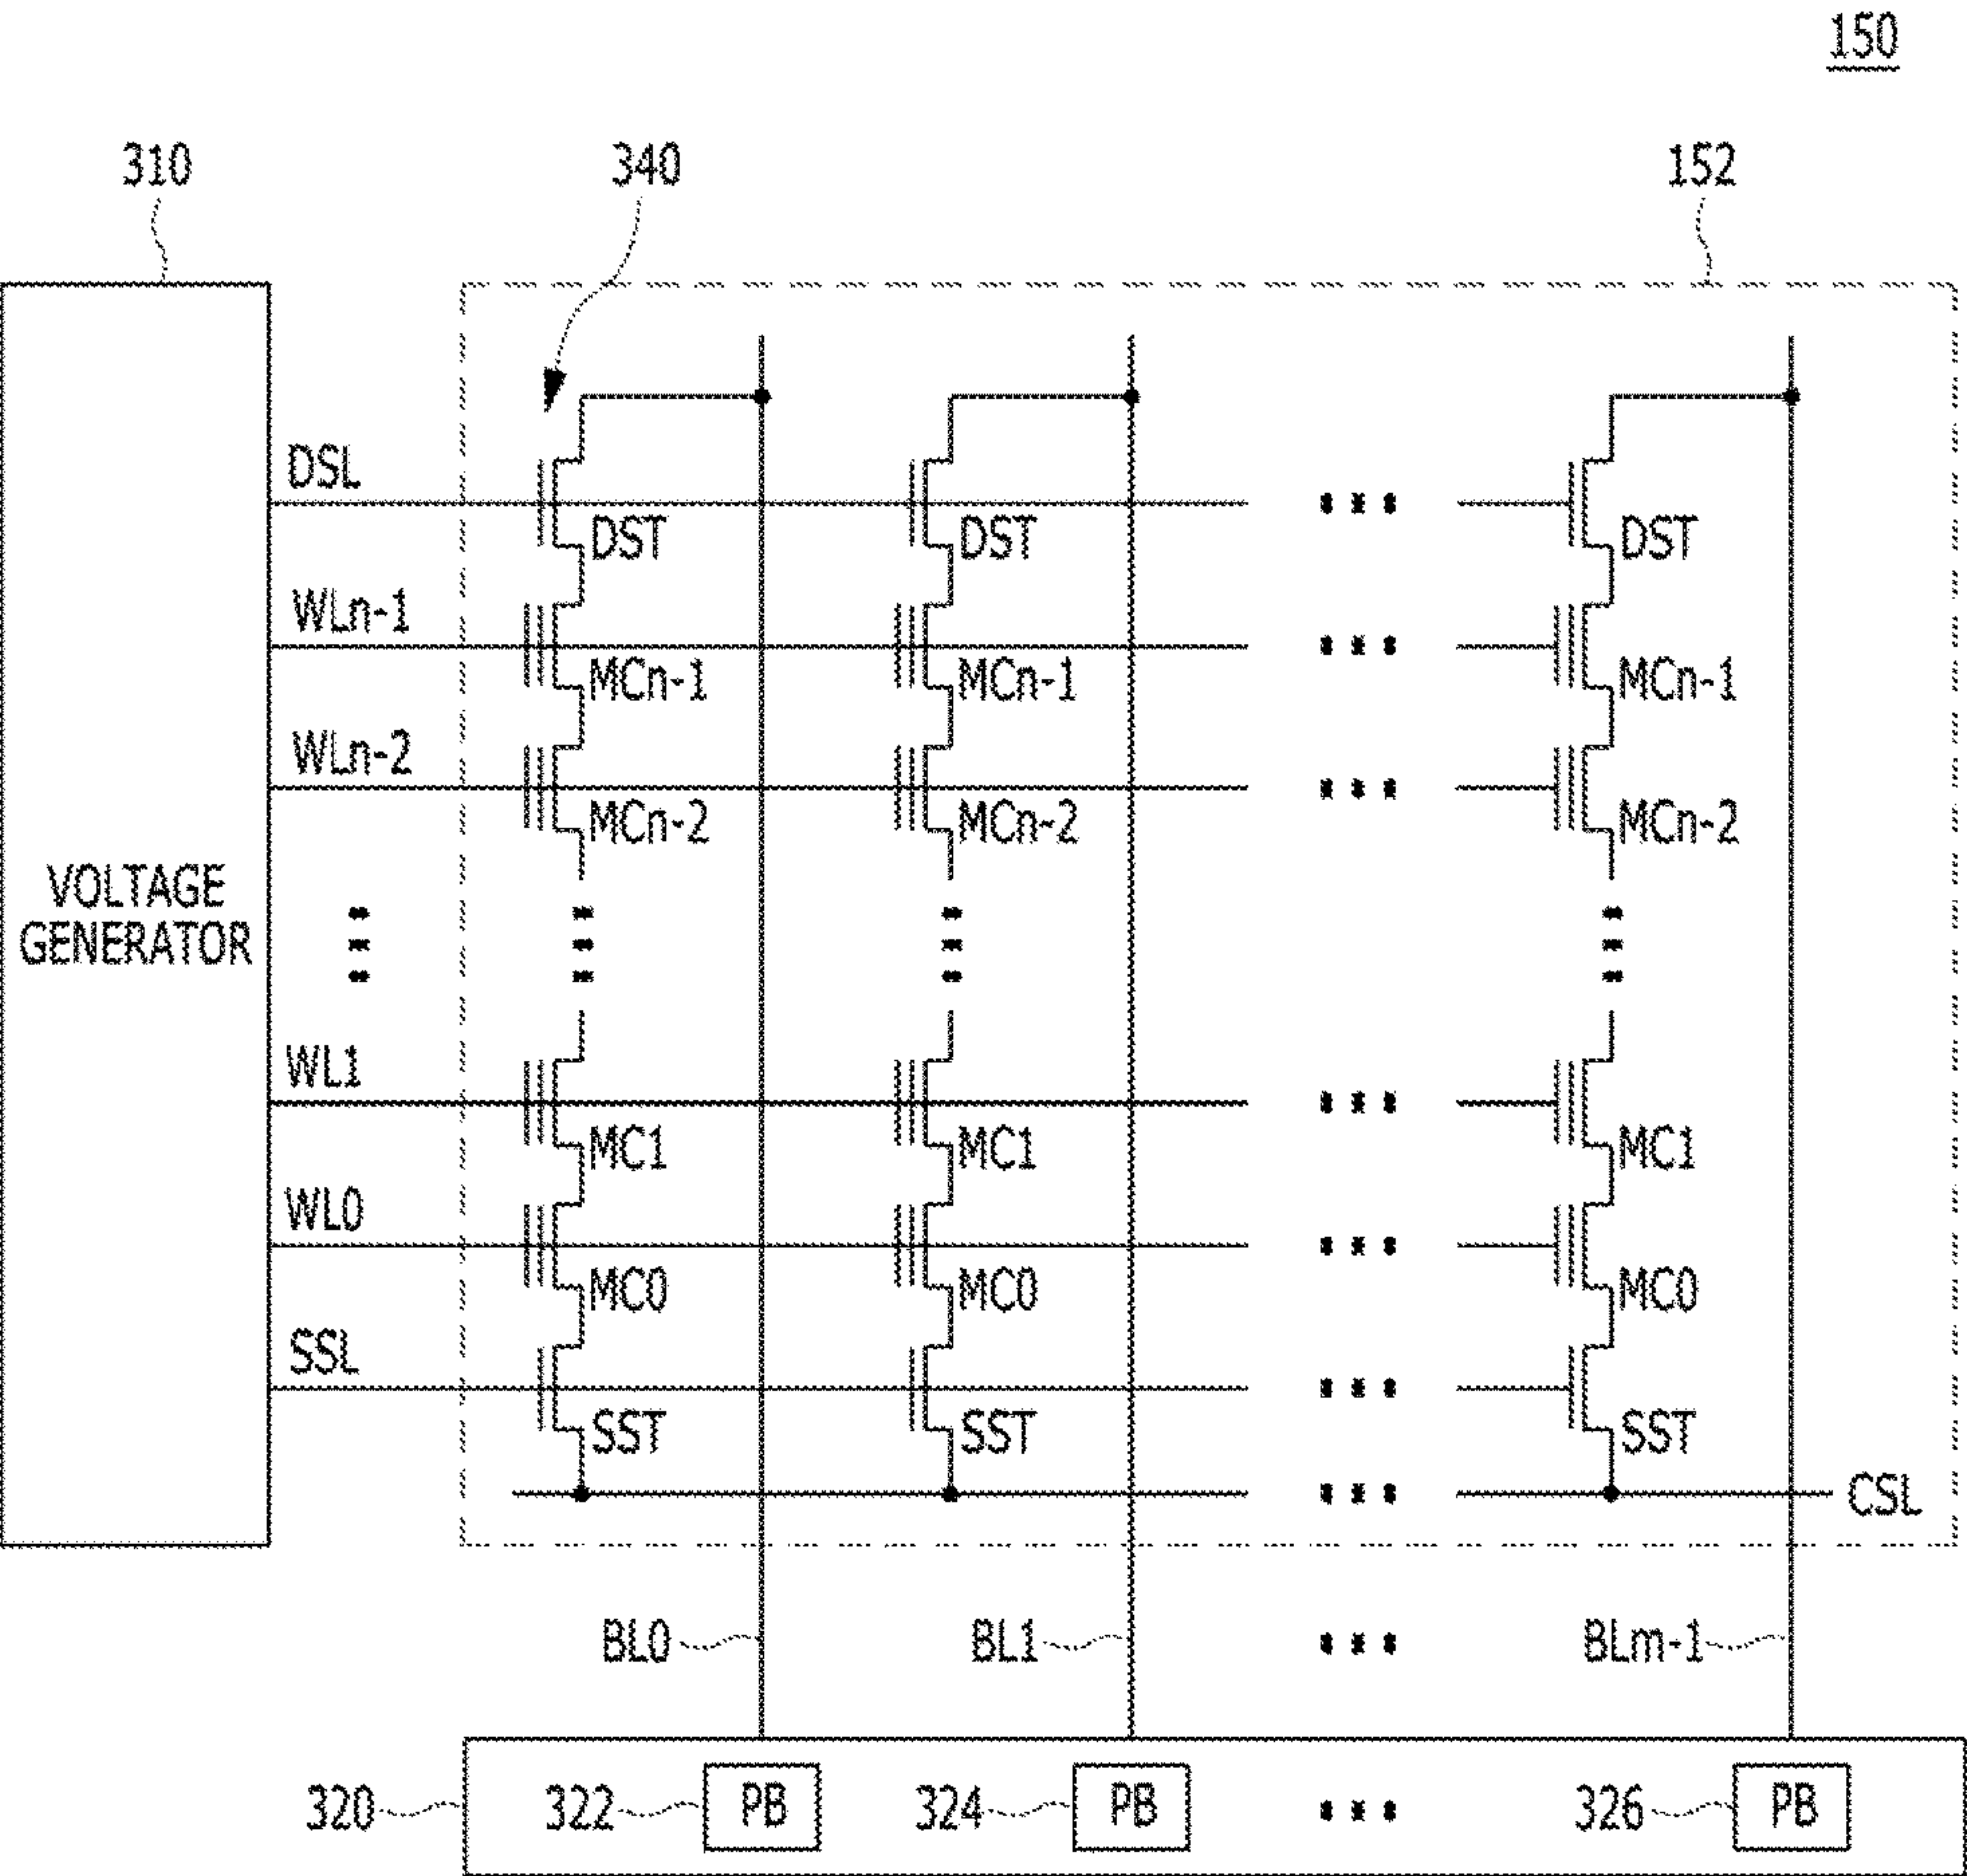 150
310 340 152
DSL
DST DST DST
WLn-1
MCn-1 MCn-1 MCn-1
WLn-2
MCn-2 MCn-2 MCn-2
VOLTAGE
GENERATOR
WL1
MC1 MC1 MC1
WL0
MC0 MC0 MC0
SSL
SST SST SST
CSL
BL0 BL1 BLm-1
320 322 PB 324 PB 326 PB